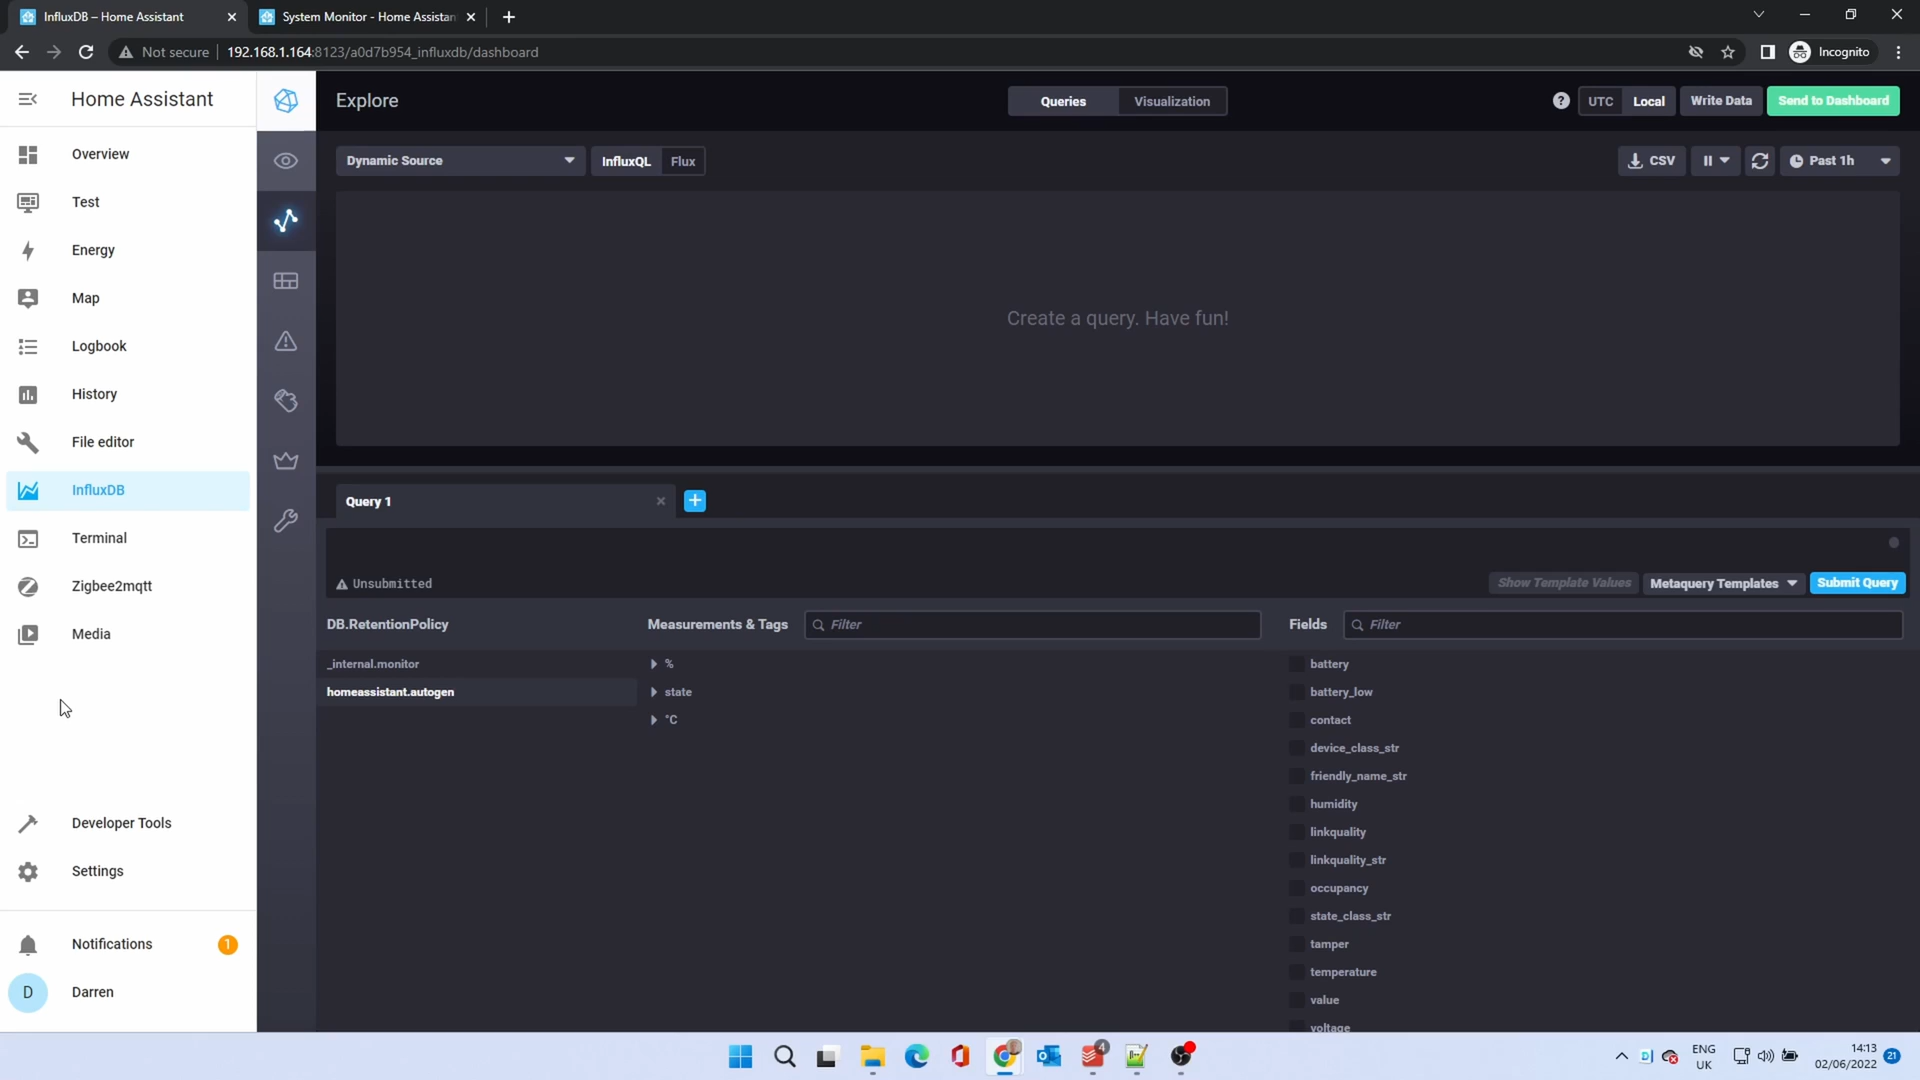 InfluxDB – Home Assistant
System Monitor - Home Assistan
Not secure
192.168.1.164:8123/a0d7b954_influxdb/dashboard
Incognito
Home Assistant
Overview
Test
Energy
Map
Logbook
History
File editor
InfluxDB
Terminal
Zigbee2mqtt
Media
Developer Tools
Settings
Notifications
1
D
Darren
Explore
Queries
Visualization
?
UTC
Local
Write Data
Send to Dashboard
Dynamic Source
InfluxQL
Flux
CSV
Past 1h
Create a query. Have fun!
Query 1
Unsubmitted
Show Template Values
Metaquery Templates
Submit Query
DB.RetentionPolicy
_internal.monitor
homeassistant.autogen
Measurements & Tags
Filter
%
state
°C
Fields
Filter
battery
battery_low
contact
device_class_str
friendly_name_str
humidity
linkquality
linkquality_str
occupancy
state_class_str
tamper
temperature
value
voltage
4
ENG
UK
14:13
02/06/2022
21